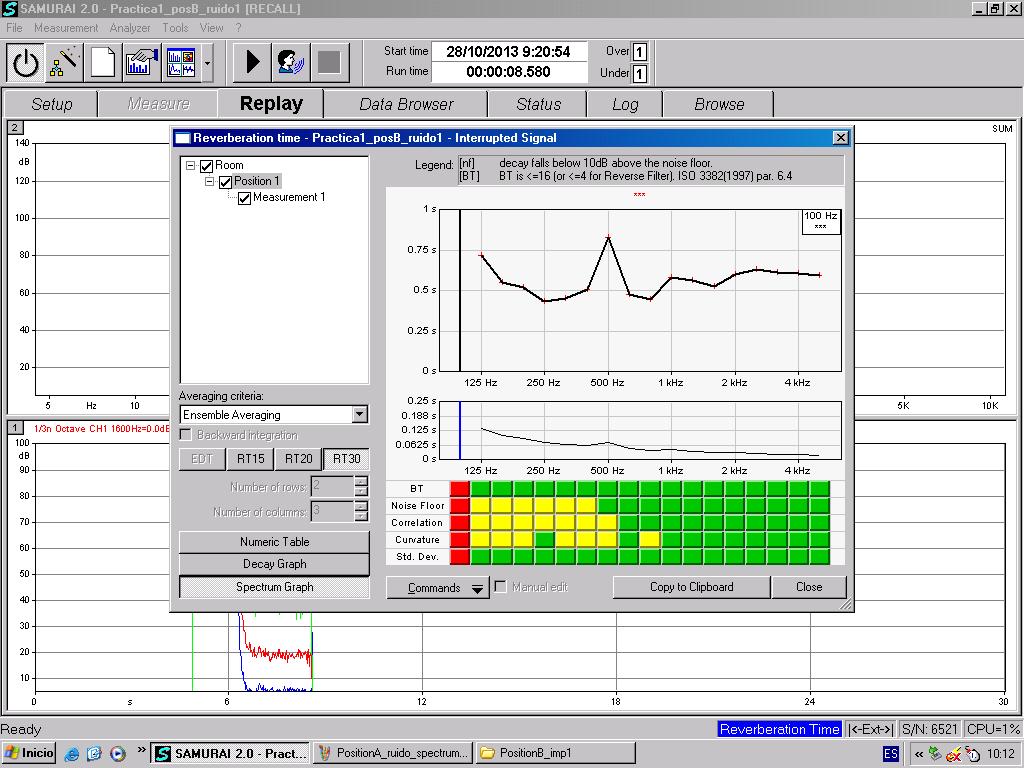 SAMURAI 2.0 - Practica1_posB_ruido1 [RECALL]
File Measurement Analyzer Tools View ?
Start time 28/10/2013 9:20:54 Over 1
Run time 00:00:08.580 Under 1
Setup Measure Replay Data Browser Status Log Browse
2 SUM
140
dB
120
100
80
60
40
20
5 Hz 10 5K 10K
Reverberation time - Practica1_posB_ruido1 - Interrupted Signal
Room
Position 1
Measurement 1
Legend: [nf] decay falls below 10dB above the noise floor.
[BT] BT is <=16 (or <=4 for Reverse Filter). ISO 3382(1997) par. 6.4
***
1 s
100 Hz
***
0.75 s
0.5 s
0.25 s
0 s
125 Hz 250 Hz 500 Hz 1 kHz 2 kHz 4 kHz
Averaging criteria:
Ensemble Averaging
Backward integration
EDT RT15 RT20 RT30
Number of rows: 2
Number of columns: 3
Numeric Table
Decay Graph
Spectrum Graph
0.25 s
0.188 s
0.125 s
0.0625 s
0 s
125 Hz 250 Hz 500 Hz 1 kHz 2 kHz 4 kHz
BT
Noise Floor
Correlation
Curvature
Std. Dev.
Commands Manual edit Copy to Clipboard Close
1 1/3n Octave CH1 1600Hz=0.0dB
100
dB
90
80
70
60
50
40
30
20
10
0 s 6 12 18 24 30
Ready Reverberation Time |<-Ext->| S/N: 6521 CPU=1%
Inicio » SAMURAI 2.0 - Pract... PositionA_ruido_spectrum... PositionB_imp1 ES « 10:12